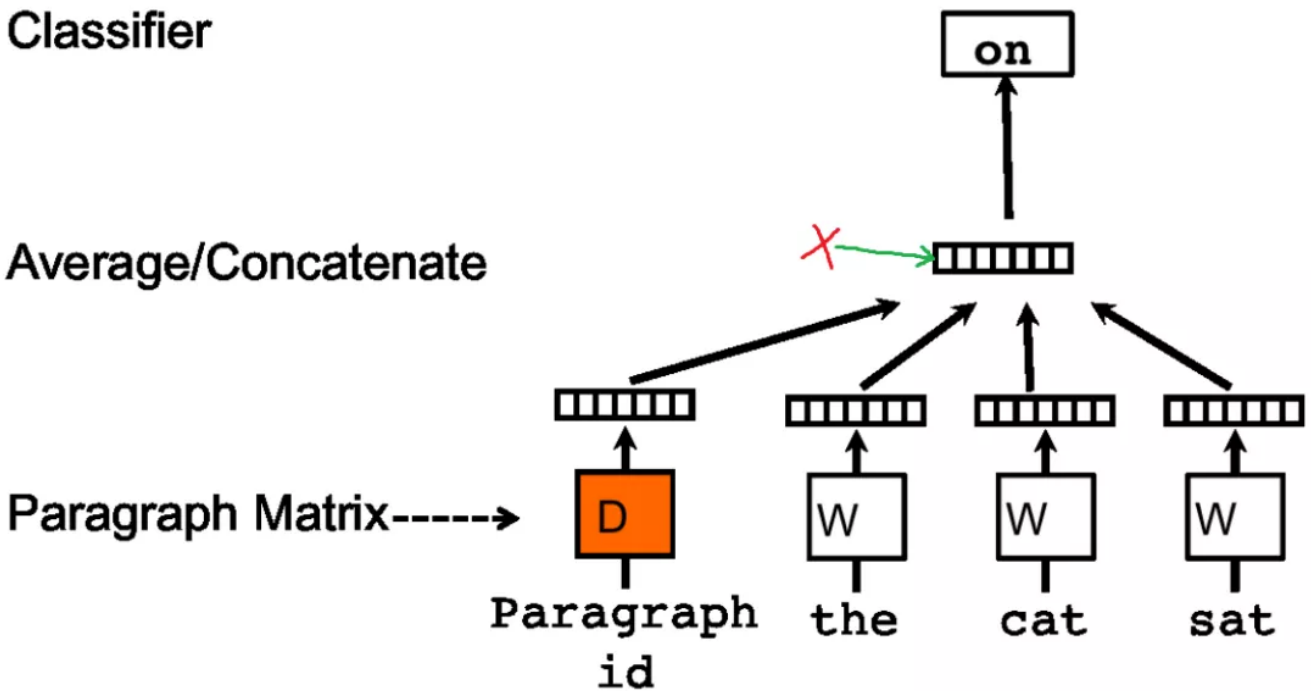 Classifier
on
Average/Concatenate
X
Paragraph Matrix----->
D
W
W
W
Paragraph
id
the
cat
sat